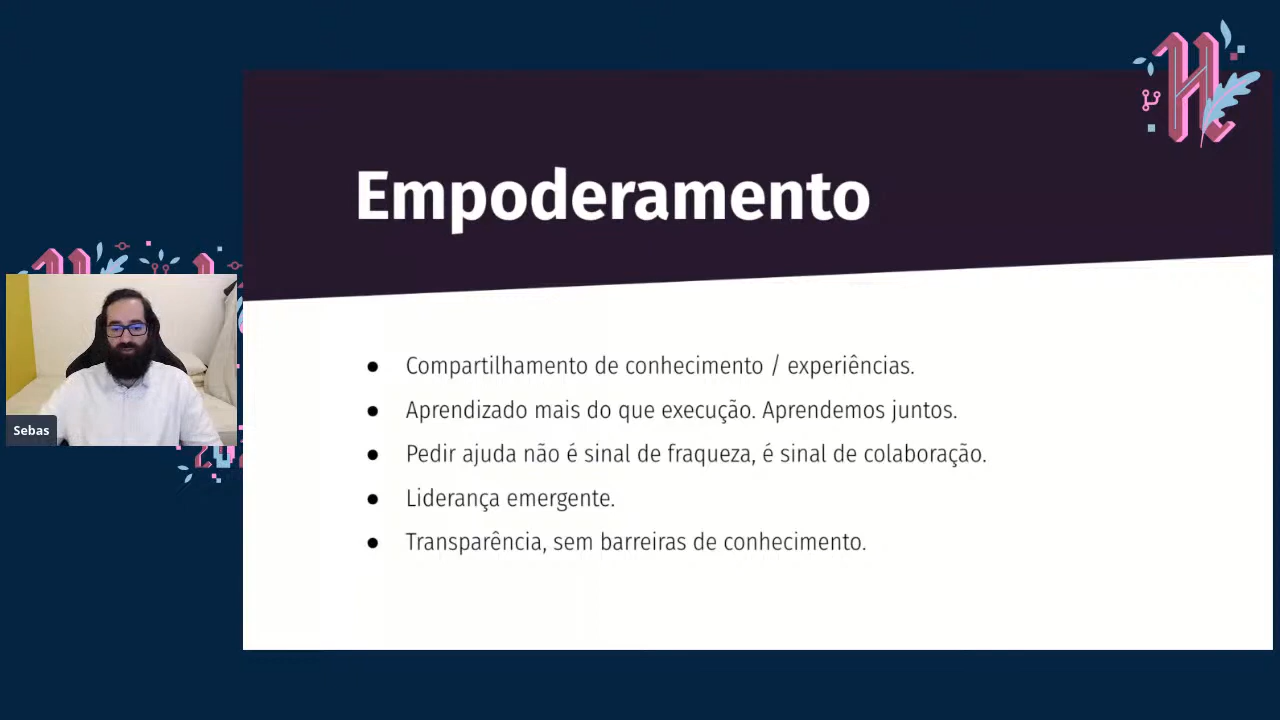 Empoderamento
Compartilhamento de conhecimento / experiências.
Aprendizado mais do que execução. Aprendemos juntos.
Pedir ajuda não é sinal de fraqueza, é sinal de colaboração.
Liderança emergente.
Transparência, sem barreiras de conhecimento.
Sebas
H